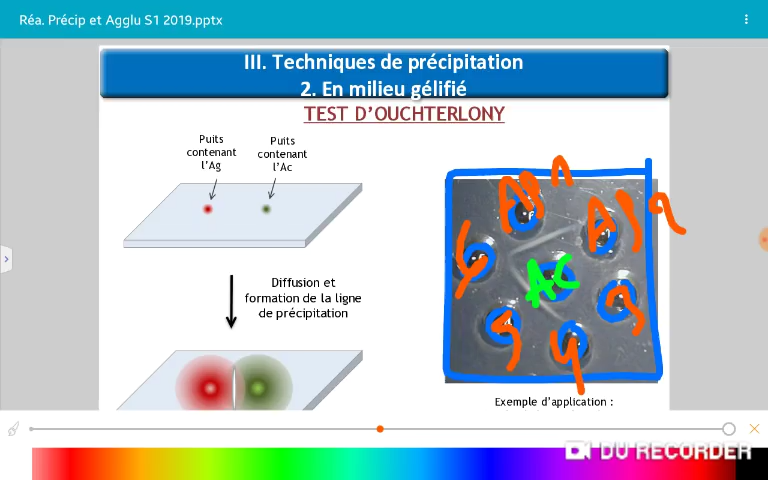 Réa. Précip et Agglu S1 2019.pptx
III. Techniques de précipitation
2. En milieu gélifié
TEST D'OUCHTERLONY
Puits
contenant
l'Ag
Puits
contenant
l'Ac
Diffusion et
formation de la ligne
de précipitation
AC
Exemple d'application :
DU RECORDER